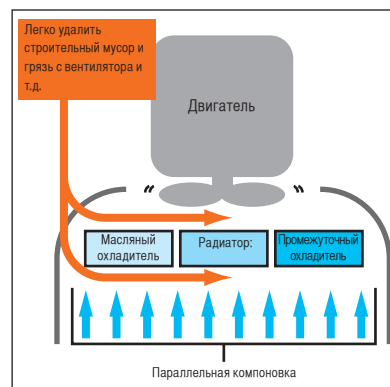 Легко удалить
строительный мусор и
грязь с вентилятора и
т.д.
Двигатель
Масляный
охладитель
Радиатор:
Промежуточный
охладитель
Параллельная компоновка